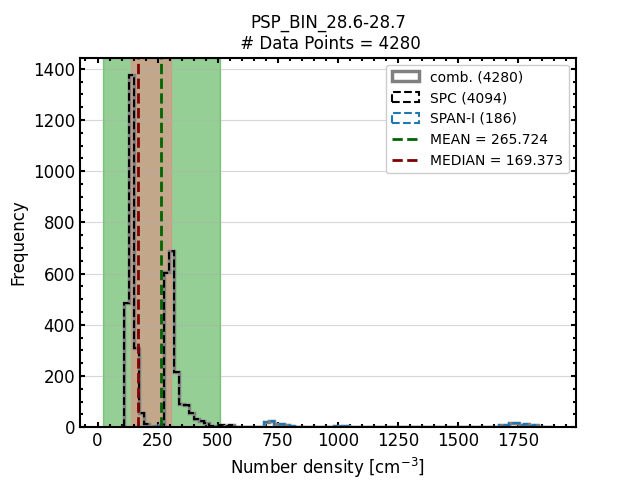 PSP_BIN_28.6-28.7
# Data Points = 4280
comb. (4280)
SPC (4094)
SPAN-I (186)
MEAN = 265.724
MEDIAN = 169.373
Frequency
1400
1200
1000
800
600
400
200
0
0 250 500 750 1000 1250 1500 1750
Number density [cm⁻³]